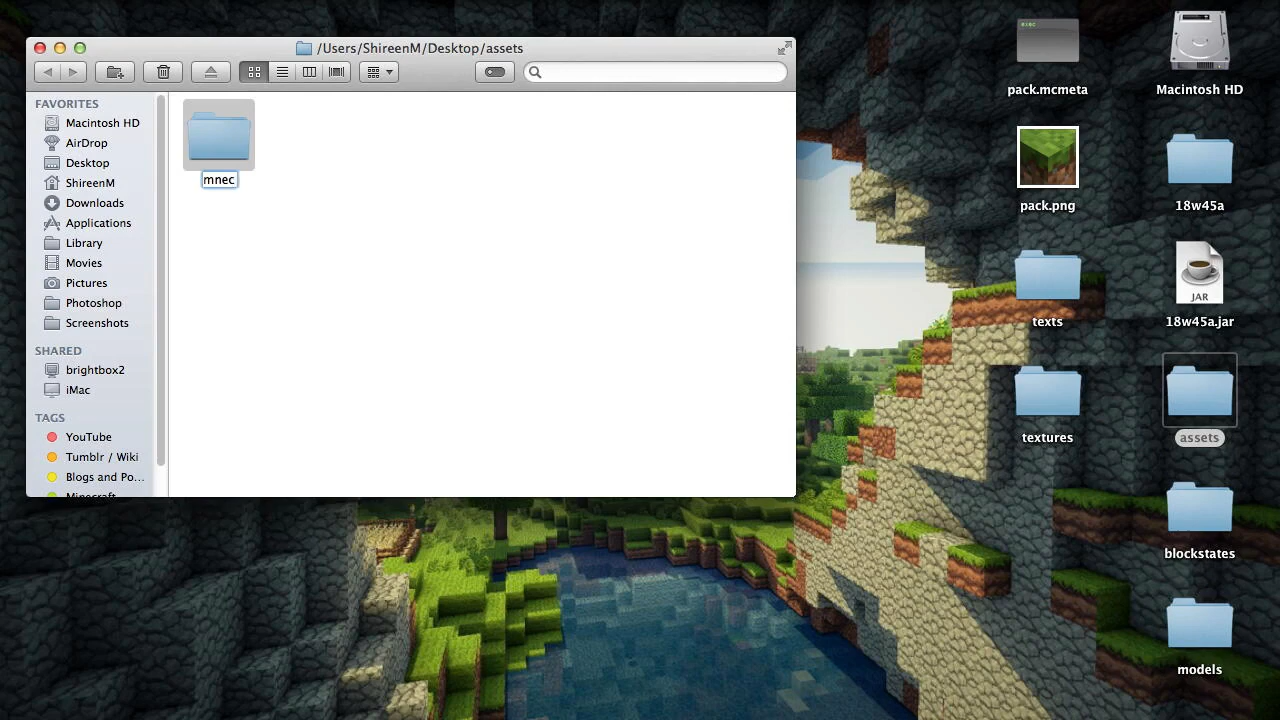 /Users/ShireenM/Desktop/assets
FAVORITES
Macintosh HD
AirDrop
Desktop
ShireenM
Downloads
Applications
Library
Movies
Pictures
Photoshop
Screenshots
SHARED
brightbox2
iMac
TAGS
YouTube
Tumblr / Wiki
Blogs and Po...
Minecraft
mnec
exec
pack.mcmeta
Macintosh HD
pack.png
18w45a
texts
JAR
18w45a.jar
textures
assets
blockstates
models